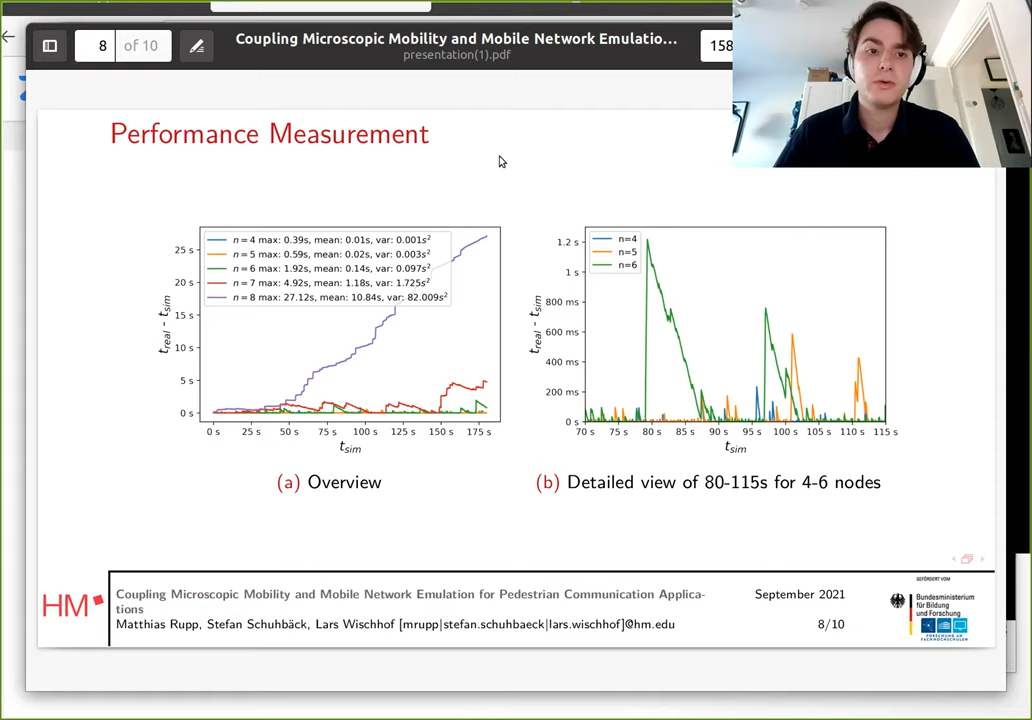 8 of 10
Coupling Microscopic Mobility and Mobile Network Emulatio...
presentation(1).pdf
158
Performance Measurement
25 s
20 s
15 s
10 s
5 s
0 s
t_real - t_sim
n = 4 max: 0.39s, mean: 0.01s, var: 0.001s²
n = 5 max: 0.59s, mean: 0.02s, var: 0.003s²
n = 6 max: 1.92s, mean: 0.14s, var: 0.097s²
n = 7 max: 4.92s, mean: 1.18s, var: 1.725s²
n = 8 max: 27.12s, mean: 10.84s, var: 82.009s²
0 s 25 s 50 s 75 s 100 s 125 s 150 s 175 s
t_sim
(a) Overview
1.2 s
1 s
800 ms
600 ms
400 ms
200 ms
0 s
t_real - t_sim
n=4
n=5
n=6
70 s 75 s 80 s 85 s 90 s 95 s 100 s 105 s 110 s 115 s
t_sim
(b) Detailed view of 80-115s for 4-6 nodes
HM
Coupling Microscopic Mobility and Mobile Network Emulation for Pedestrian Communication Applica-
tions
Matthias Rupp, Stefan Schuhbäck, Lars Wischhof [mrupp|stefan.schuhbaeck|lars.wischhof]@hm.edu
September 2021
8/10
GEFÖRDERT VOM
Bundesministerium
für Bildung
und Forschung
FORSCHUNG AN
FACHHOCHSCHULEN